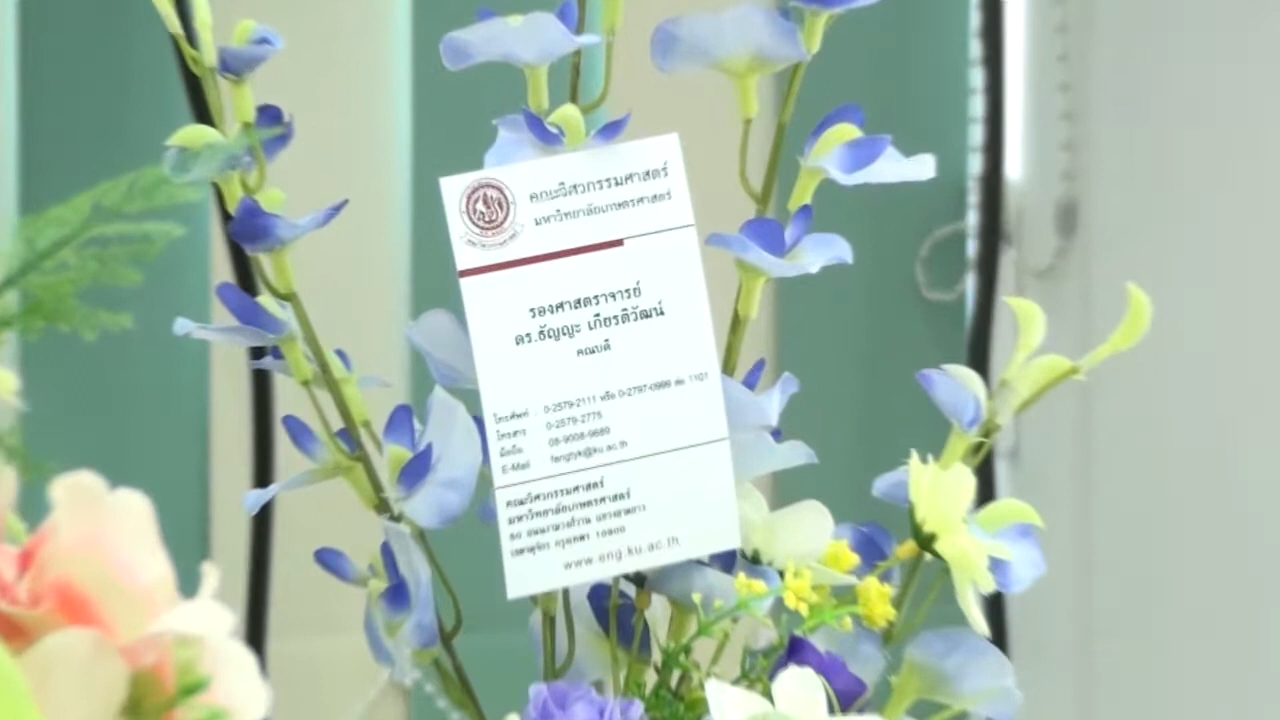 คณะวิศวกรรมศาสตร์
มหาวิทยาลัยเกษตรศาสตร์
รองศาสตราจารย์
ดร.ธัญญะ เกียรติวัฒน์
คณบดี
โทรศัพท์ : 0-2579-2111 หรือ 0-2797-0999 ต่อ 1101
โทรสาร 0-2579-2775
มือถือ 08-9008-9689
E-Mail fengtyk@ku.ac.th
คณะวิศวกรรมศาสตร์
มหาวิทยาลัยเกษตรศาสตร์
50 ถนนงามวงศ์วาน แขวงลาดยาว
เขตจตุจักร กรุงเทพฯ 10900
www.eng.ku.ac.th